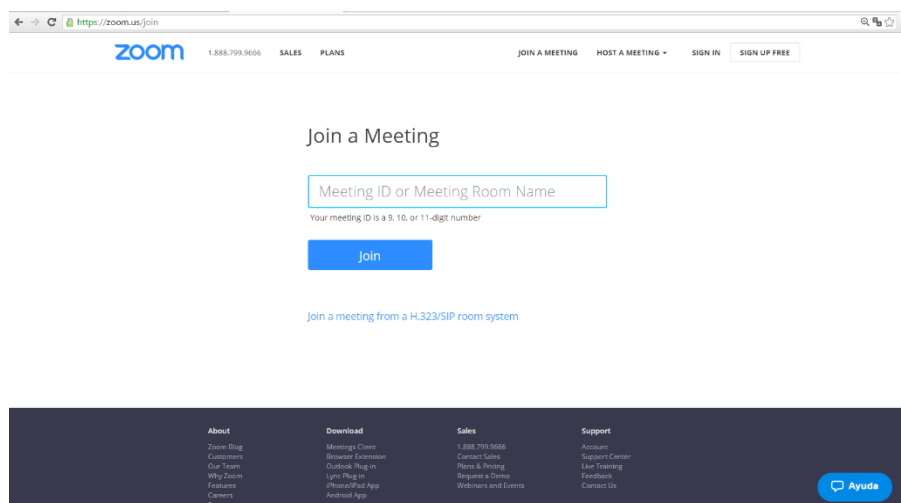 https://zoom.us/join
zoom 1.888.799.9666 SALES PLANS JOIN A MEETING HOST A MEETING SIGN IN SIGN UP FREE
Join a Meeting
Meeting ID or Meeting Room Name
Your meeting ID is a 9, 10, or 11-digit number
Join
Join a meeting from a H.323/SIP room system
About
Zoom Blog
Customers
Our Team
Why Zoom
Features
Careers
Download
Meetings Client
Browser Extension
Outlook Plug-in
Lync Plug-in
iPhone/iPad App
Android App
Sales
1.888.799.9666
Contact Sales
Plans & Pricing
Request a Demo
Webinars and Events
Support
Account
Support Center
Live Training
Feedback
Contact Us
Ayuda